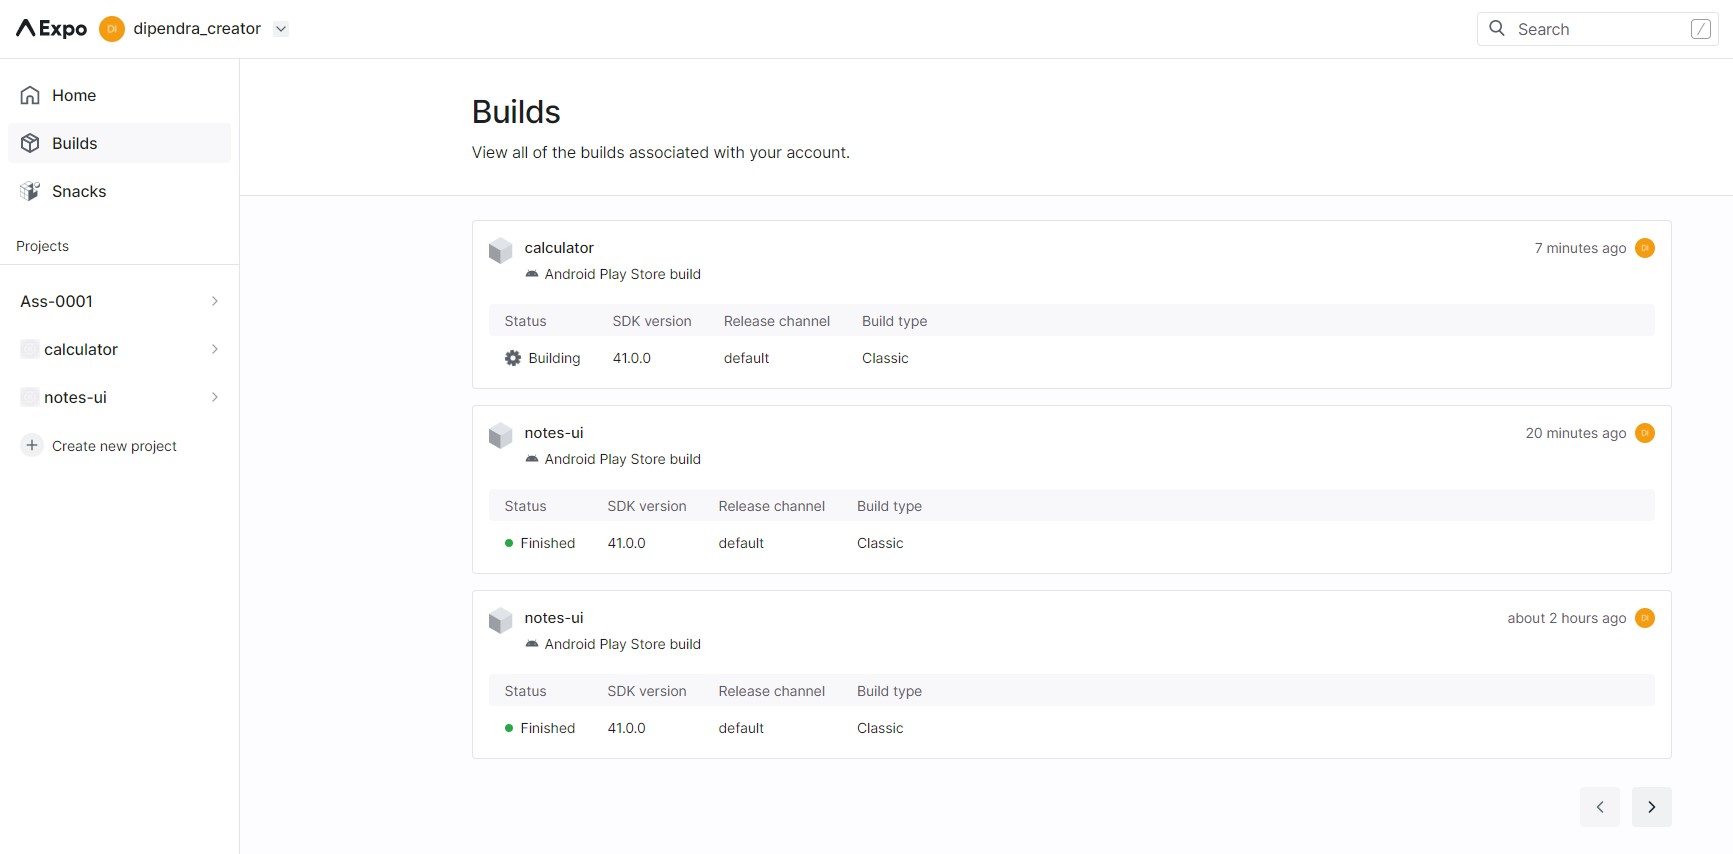 Expo DI dipendra_creator
Search /
Home
Builds
Snacks
Projects
Ass-0001
calculator
notes-ui
Create new project
Builds
View all of the builds associated with your account.
calculator
7 minutes ago DI
Android Play Store build
Status SDK version Release channel Build type
Building 41.0.0 default Classic
notes-ui
20 minutes ago DI
Android Play Store build
Status SDK version Release channel Build type
Finished 41.0.0 default Classic
notes-ui
about 2 hours ago DI
Android Play Store build
Status SDK version Release channel Build type
Finished 41.0.0 default Classic